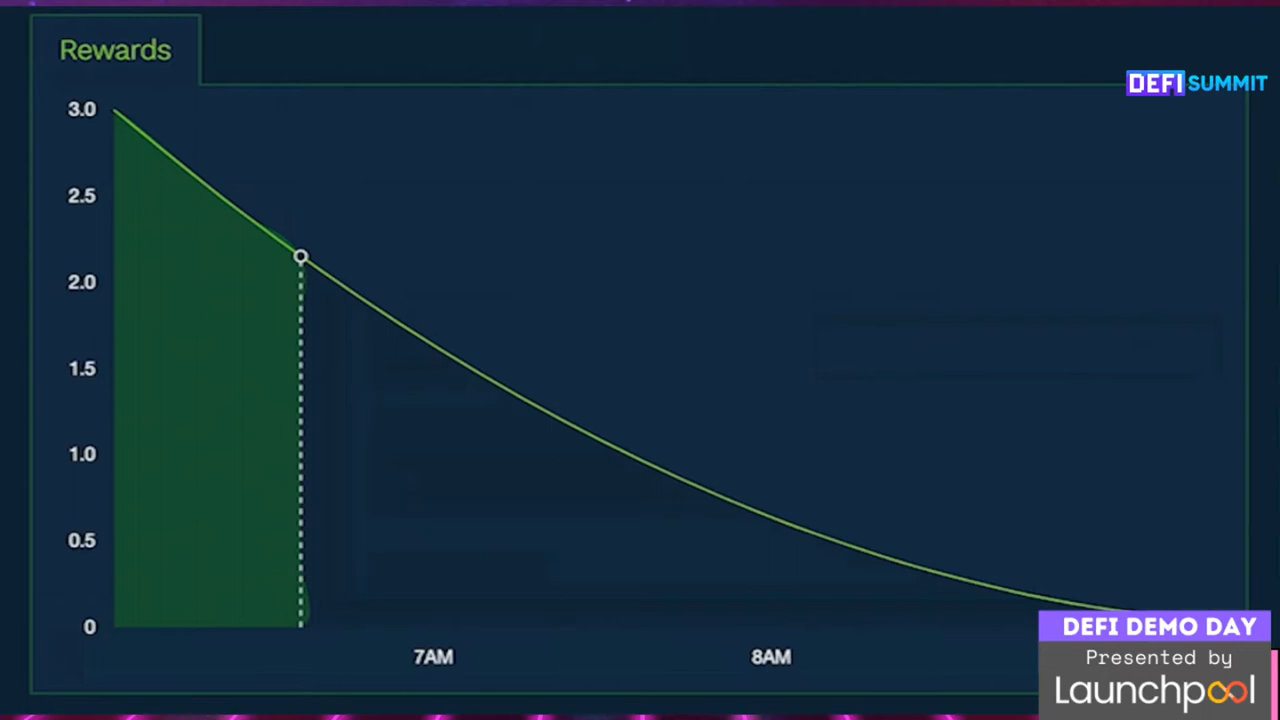 Rewards
DEFI SUMMIT
3.0
2.5
2.0
1.5
1.0
0.5
0
7AM
8AM
DEFI DEMO DAY
Presented by
Launchpool